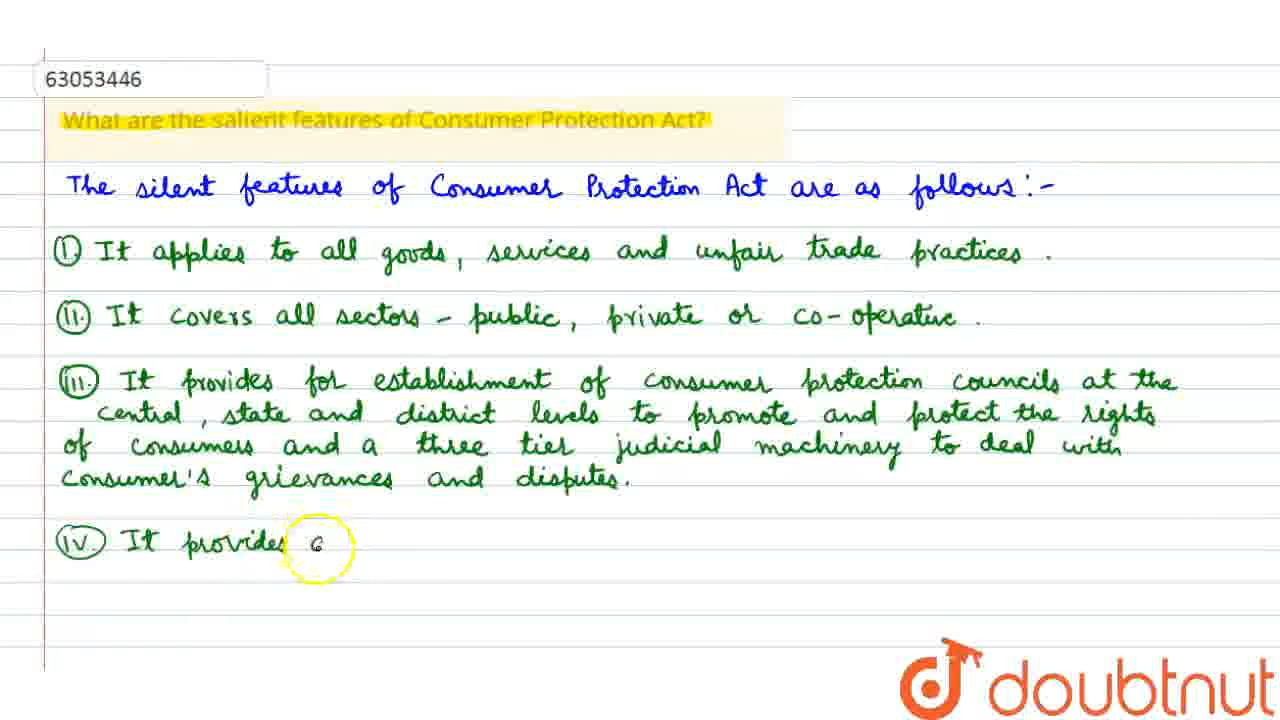 63053446
What are the salient features of Consumer Protection Act?
The silent features of Consumer Protection Act are as follows:-
I. It applies to all goods, services and unfair trade practices.
II. It covers all sectors - public, private or co-operative.
III. It provides for establishment of consumer protection councils at the
central, state and district levels to promote and protect the rights
of consumers and a three tier judicial machinery to deal with
consumer's grievances and disputes.
IV. It provides
doubtnut